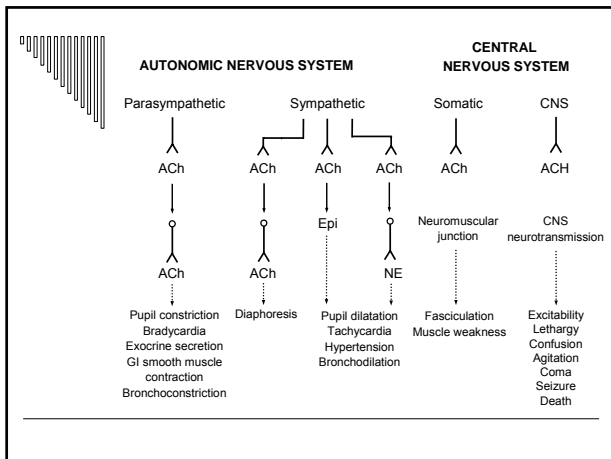 CENTRAL
AUTONOMIC NERVOUS SYSTEM
NERVOUS SYSTEM
Parasympathetic
Sympathetic
Somatic
CNS
ACh
ACh
ACh
ACh
ACh
ACH
Epi
Neuromuscular
junction
CNS
neurotransmission
ACh
ACh
NE
Pupil constriction
Bradycardia
Exocrine secretion
GI smooth muscle
contraction
Bronchoconstriction
Diaphoresis
Pupil dilatation
Tachycardia
Hypertension
Bronchodilation
Fasciculation
Muscle weakness
Excitability
Lethargy
Confusion
Agitation
Coma
Seizure
Death